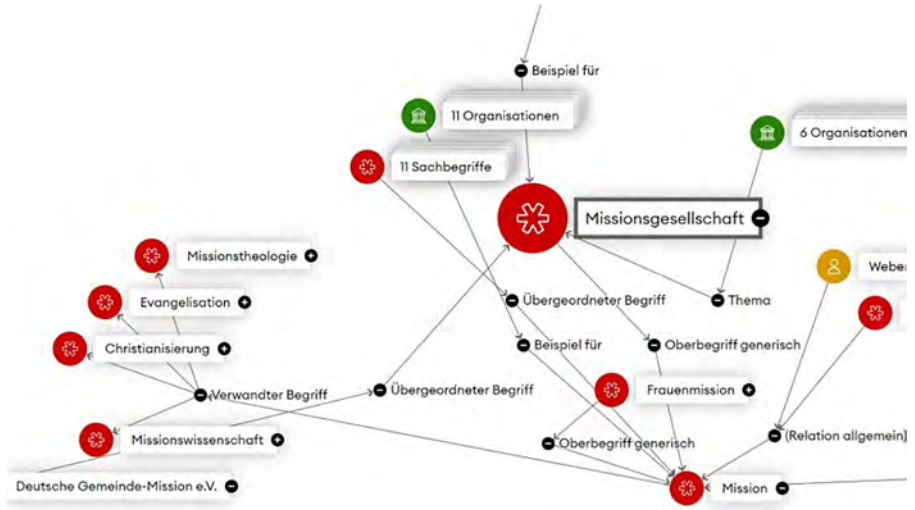 Beispiel für
11 Organisationen
6 Organisationen
11 Sachbegriffe
Missionsgesellschaft
Missionstheologie
Weber
Evangelisation
Übergeordneter Begriff
Thema
Christianisierung
Beispiel für
Oberbegriff generisch
Verwandter Begriff
Übergeordneter Begriff
Frauenmission
Missionswissenschaft
Oberbegriff generisch
(Relation allgemein)
Deutsche Gemeinde-Mission e.V.
Mission